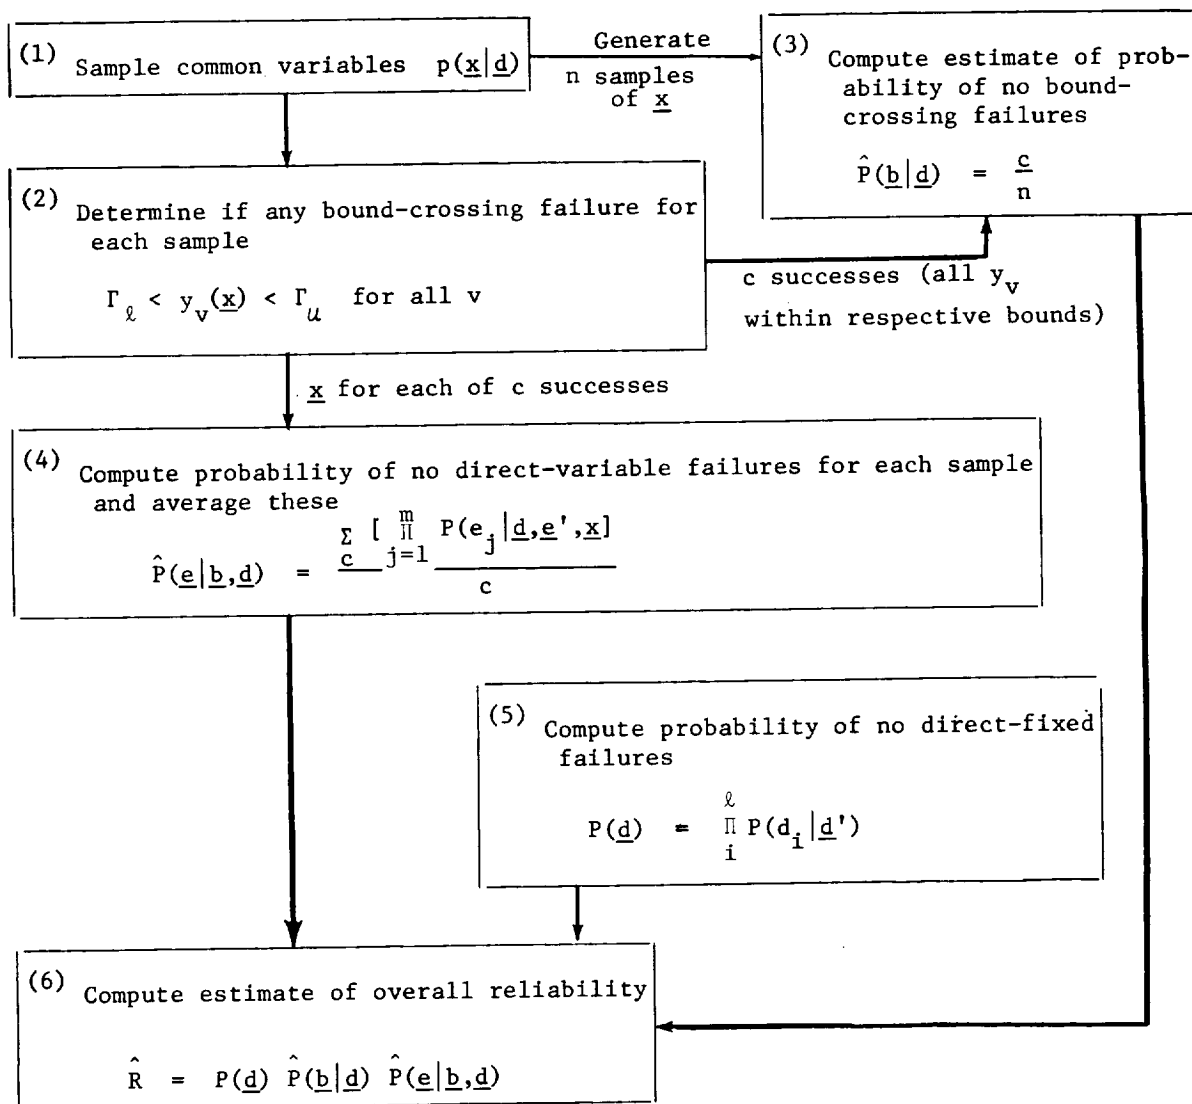 (1) Sample common variables p(x|d)
Generate
n samples
of x
(3) Compute estimate of prob-
ability of no bound-
crossing failures
P̂(b|d) = c/n
(2) Determine if any bound-crossing failure for
each sample
Γℓ < yv(x) < Γu for all v
c successes (all yv
within respective bounds)
x for each of c successes
(4) Compute probability of no direct-variable failures for each sample
and average these
P̂(e|b,d) = Σc [ Π(j=1 to m) P(ej|d,e',x] / c
(5) Compute probability of no direct-fixed
failures
P(d) = Π(i to ℓ) P(di|d')
(6) Compute estimate of overall reliability
R̂ = P(d) P̂(b|d) P̂(e|b,d)